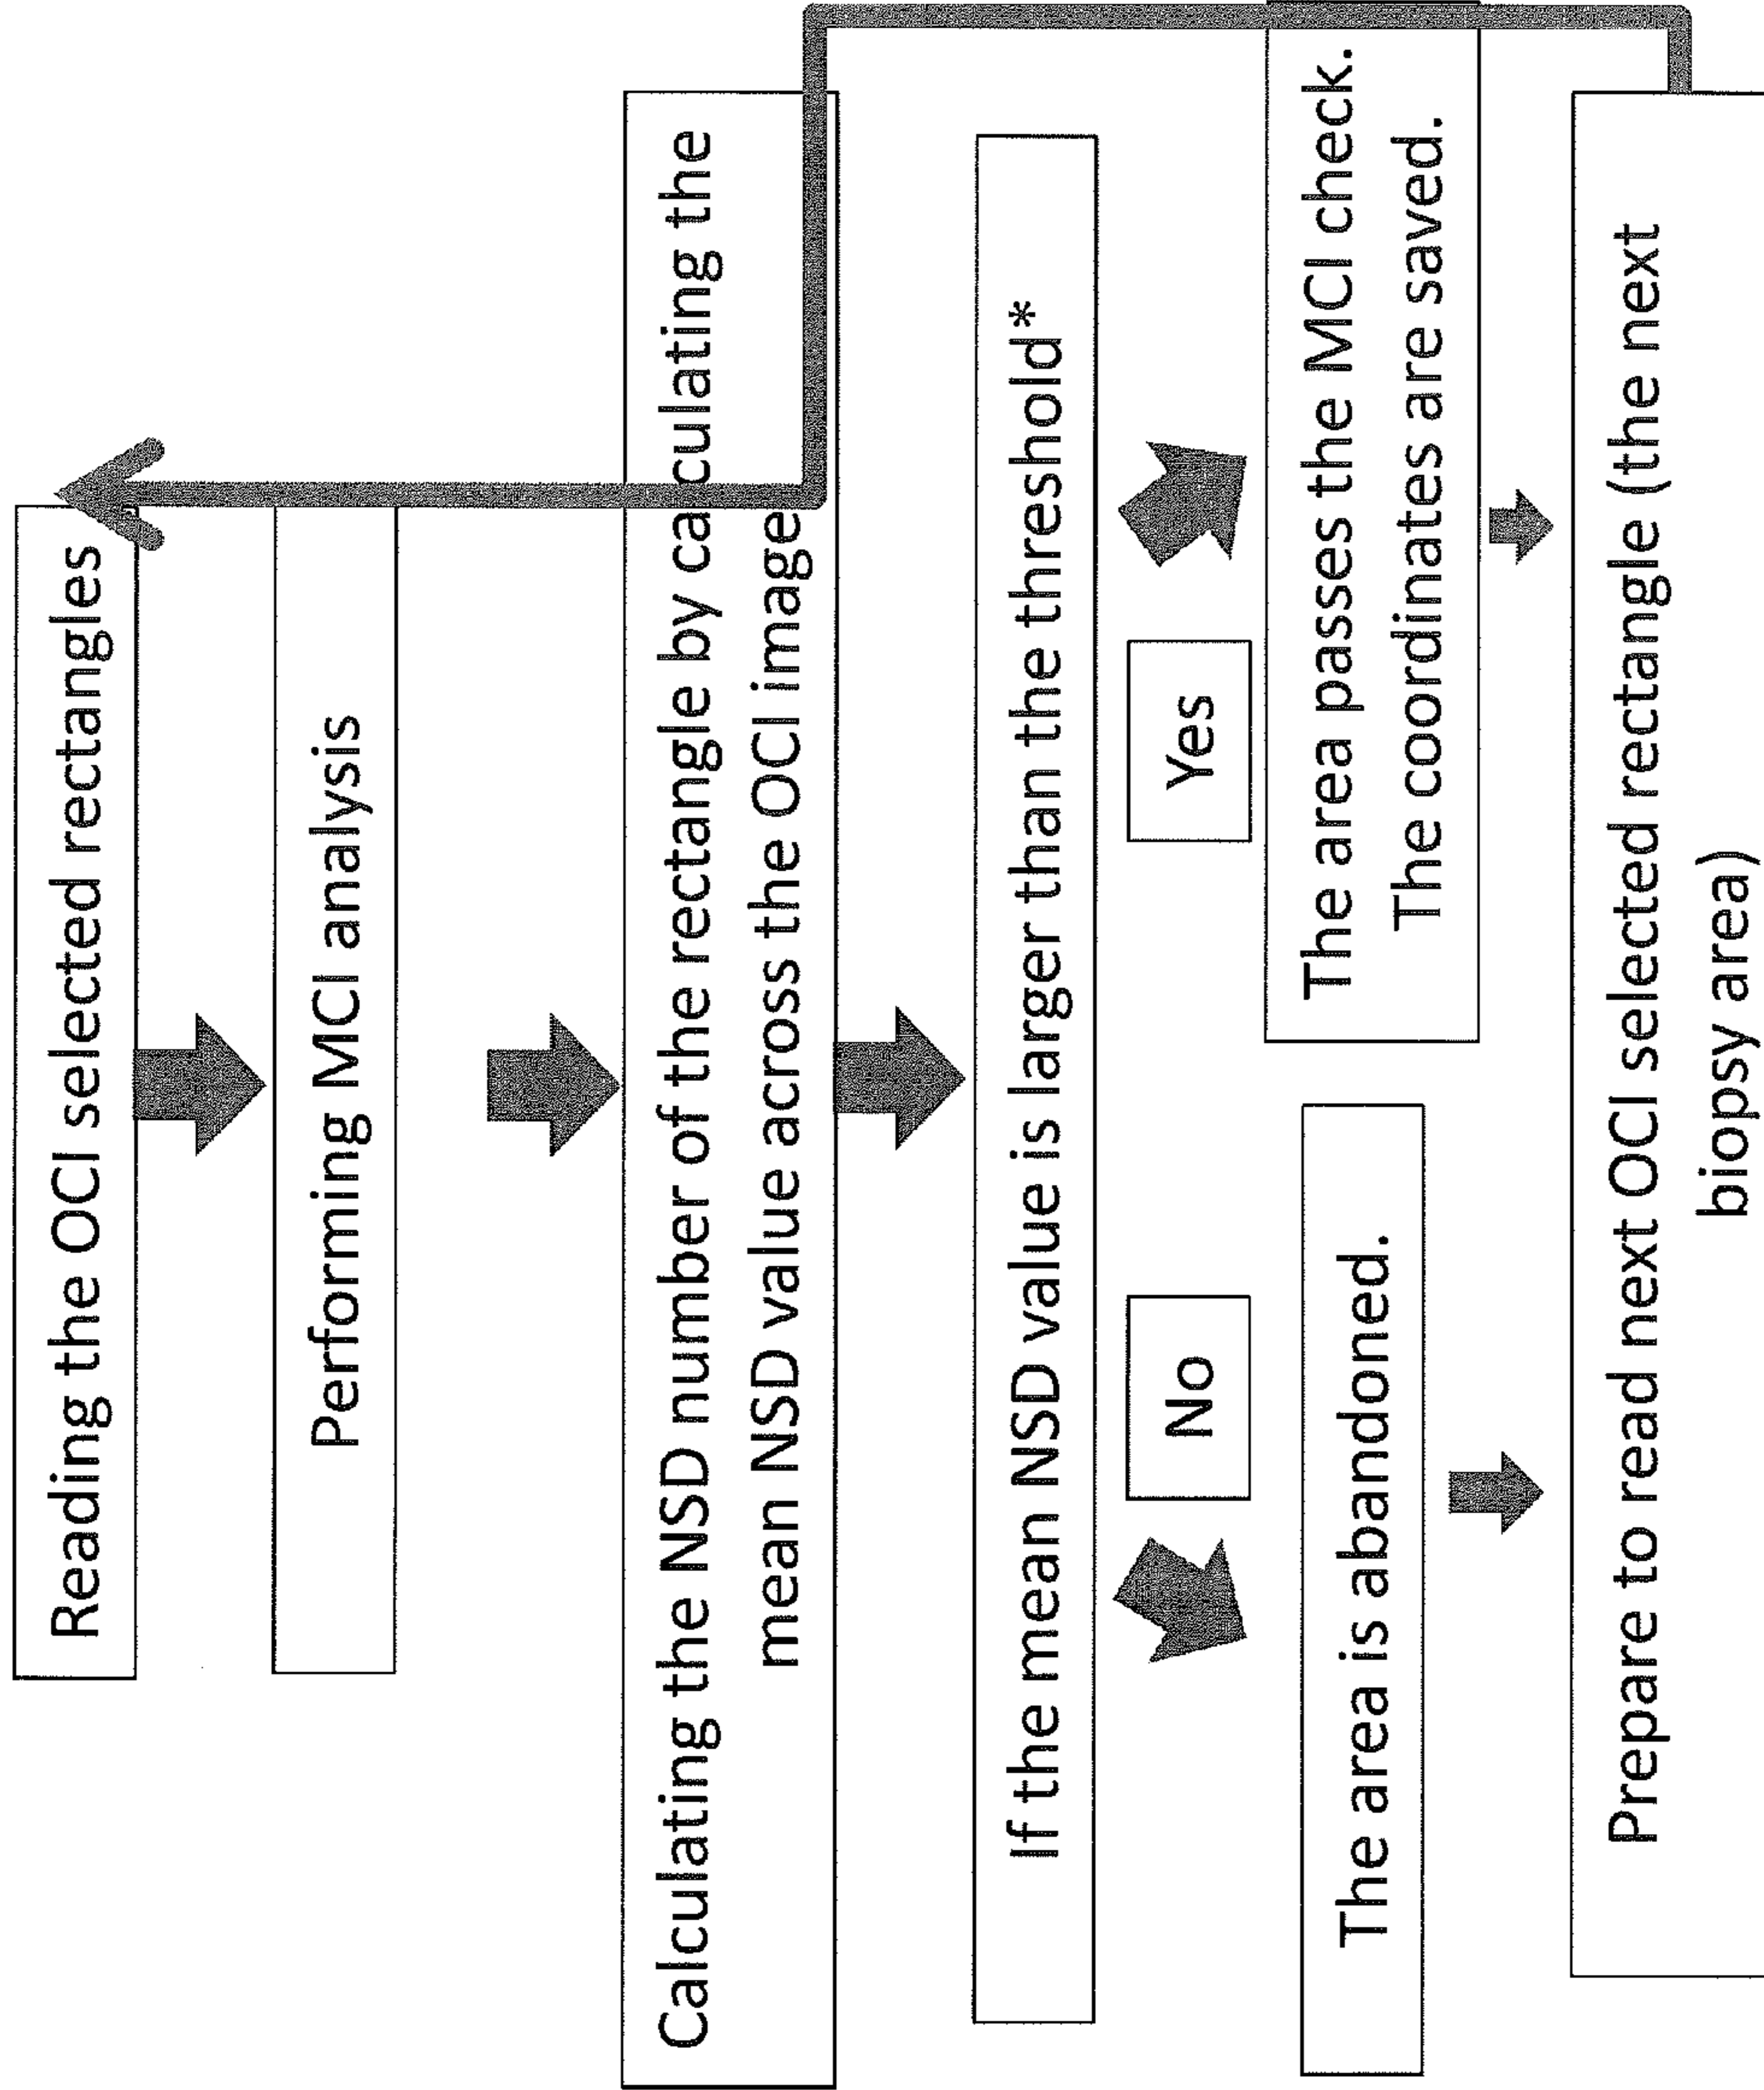 Reading the OCI selected rectangles
Performing MCI analysis
Calculating the NSD number of the rectangle by calculating the
mean NSD value across the OCI image
If the mean NSD value is larger than the threshold*
No
Yes
The area is abandoned.
The area passes the MCI check.
The coordinates are saved.
Prepare to read next OCI selected rectangle (the next
biopsy area)